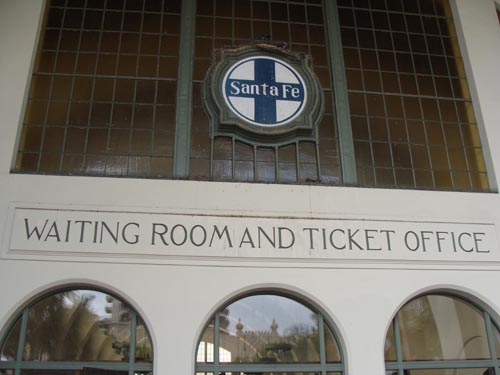 Santa Fe
WAITING ROOM AND TICKET OFFICE